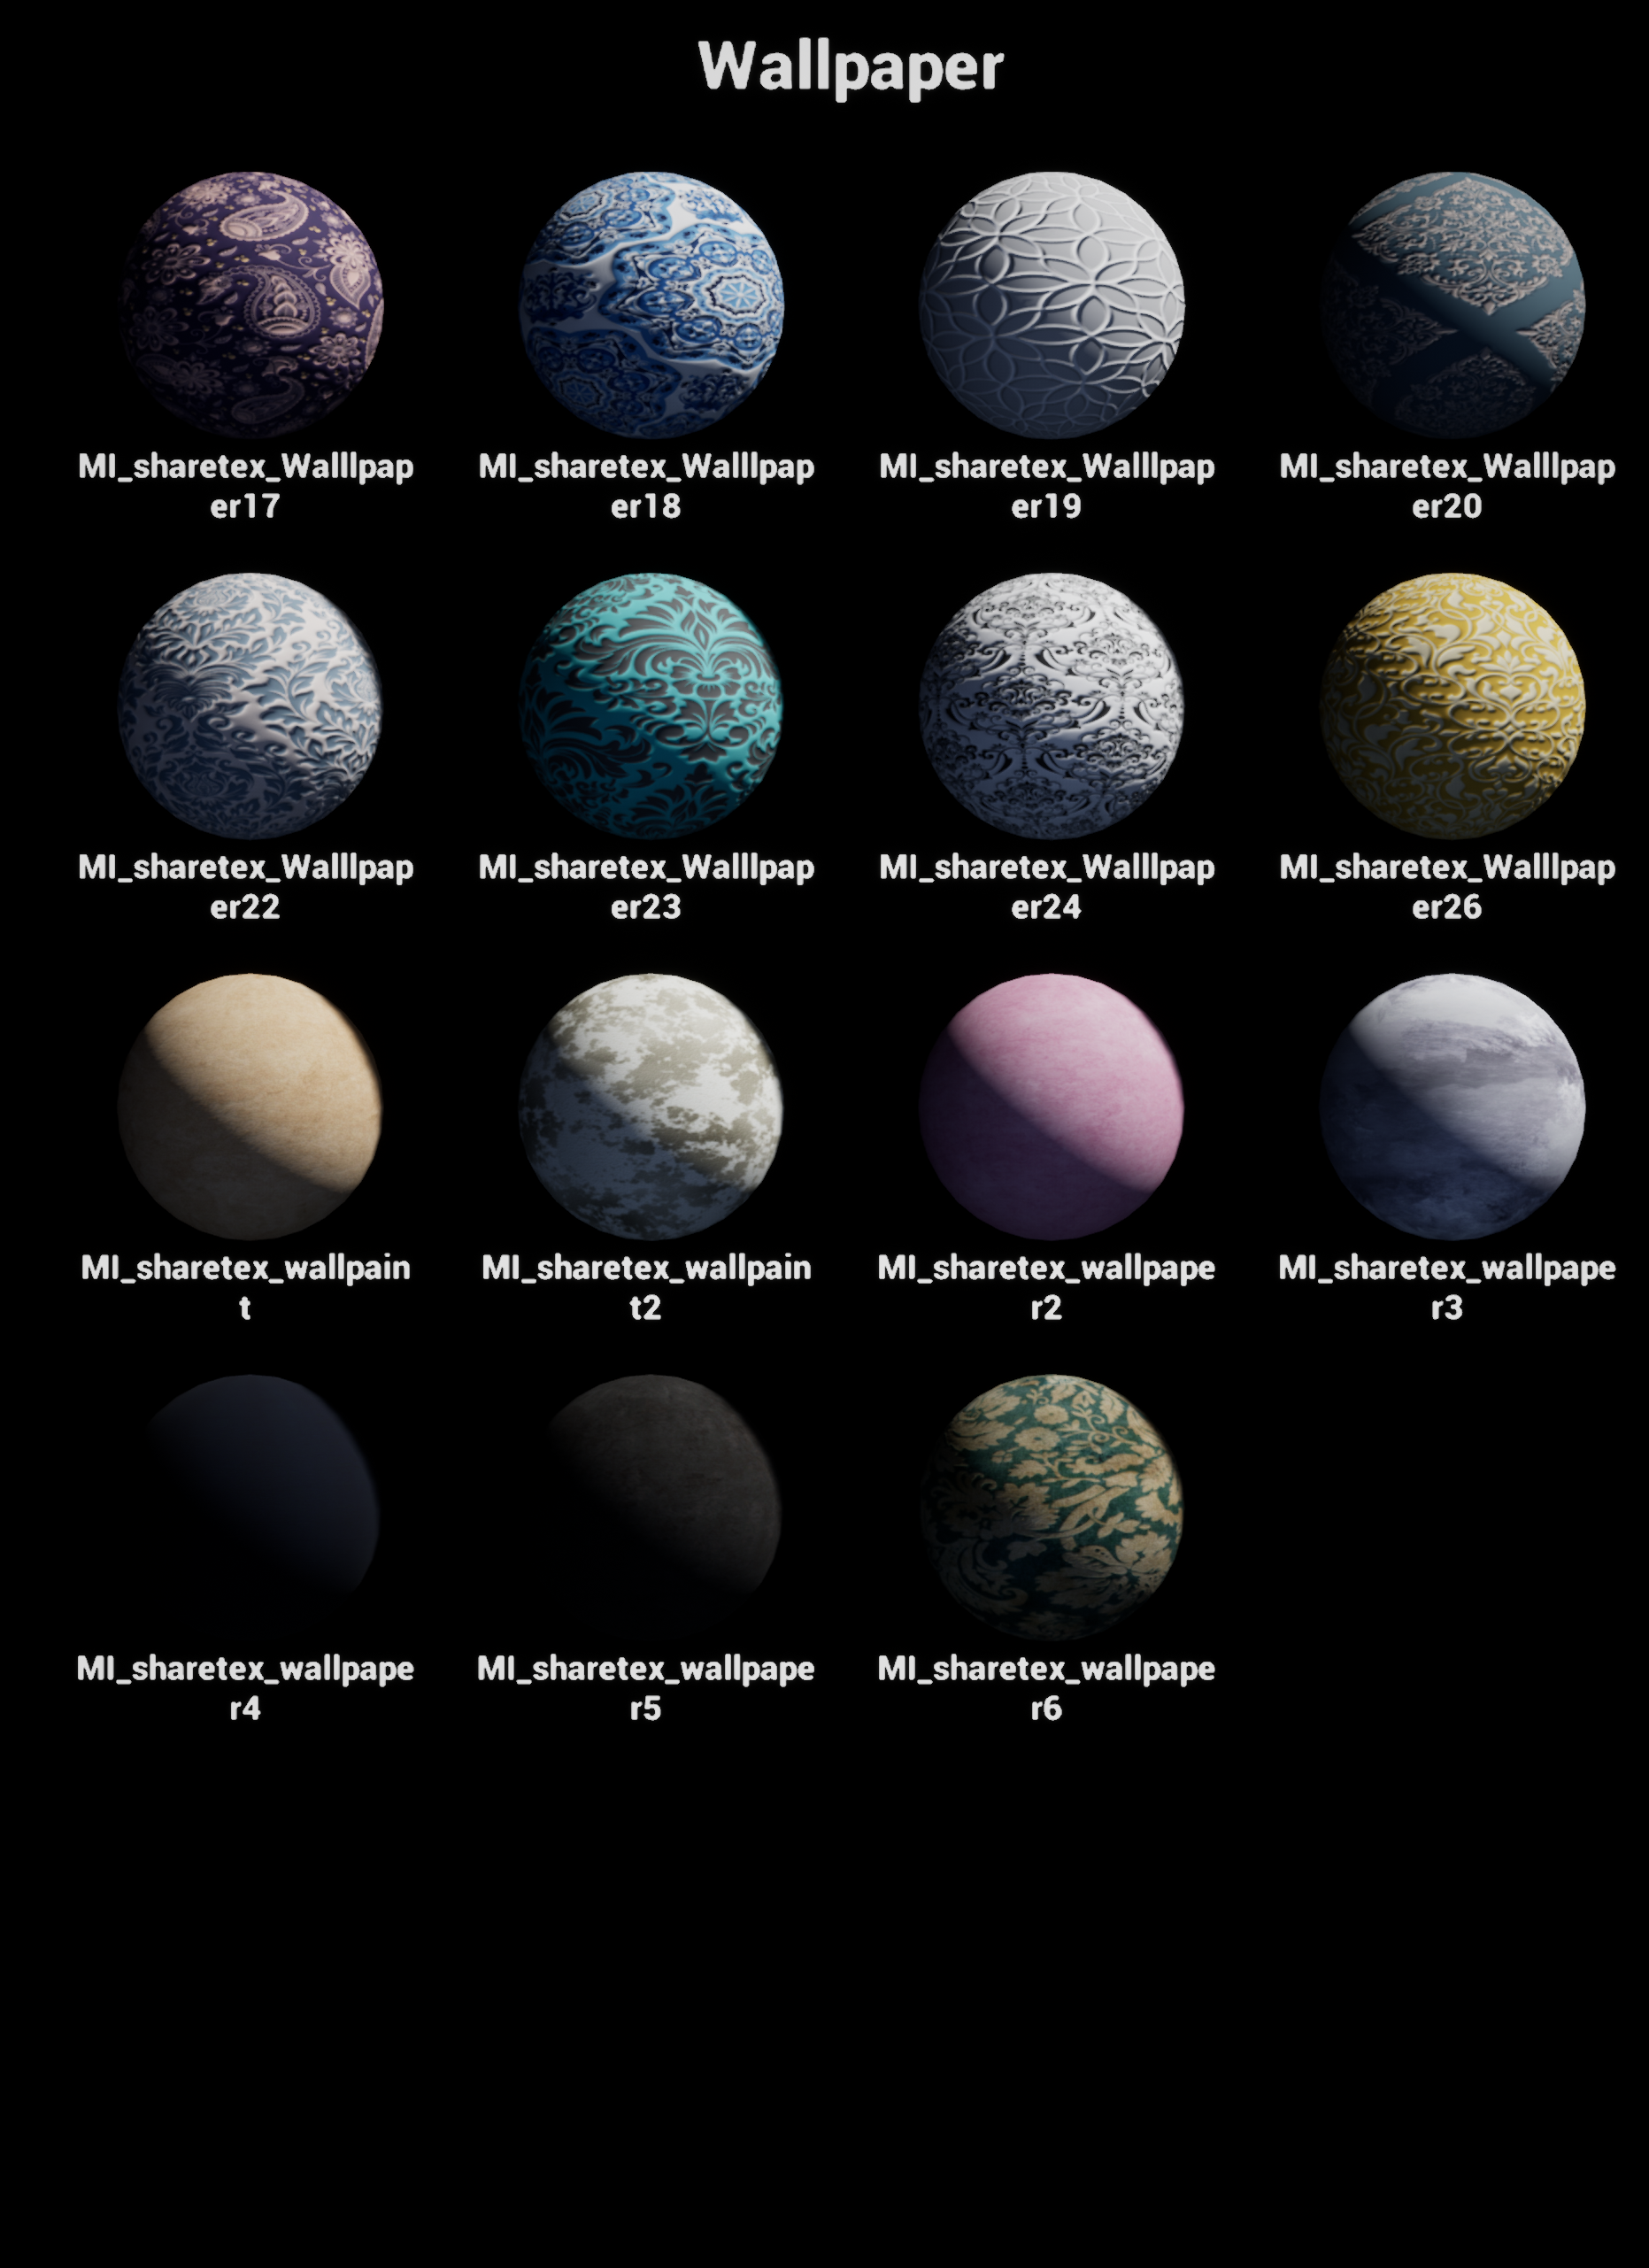 Wallpaper
MI_sharetex_Walllpap
er17
MI_sharetex_Walllpap
er18
MI_sharetex_Walllpap
er19
MI_sharetex_Walllpap
er20
MI_sharetex_Walllpap
er22
MI_sharetex_Walllpap
er23
MI_sharetex_Walllpap
er24
MI_sharetex_Walllpap
er26
MI_sharetex_wallpain
t
MI_sharetex_wallpain
t2
MI_sharetex_wallpape
r2
MI_sharetex_wallpape
r3
MI_sharetex_wallpape
r4
MI_sharetex_wallpape
r5
MI_sharetex_wallpape
r6